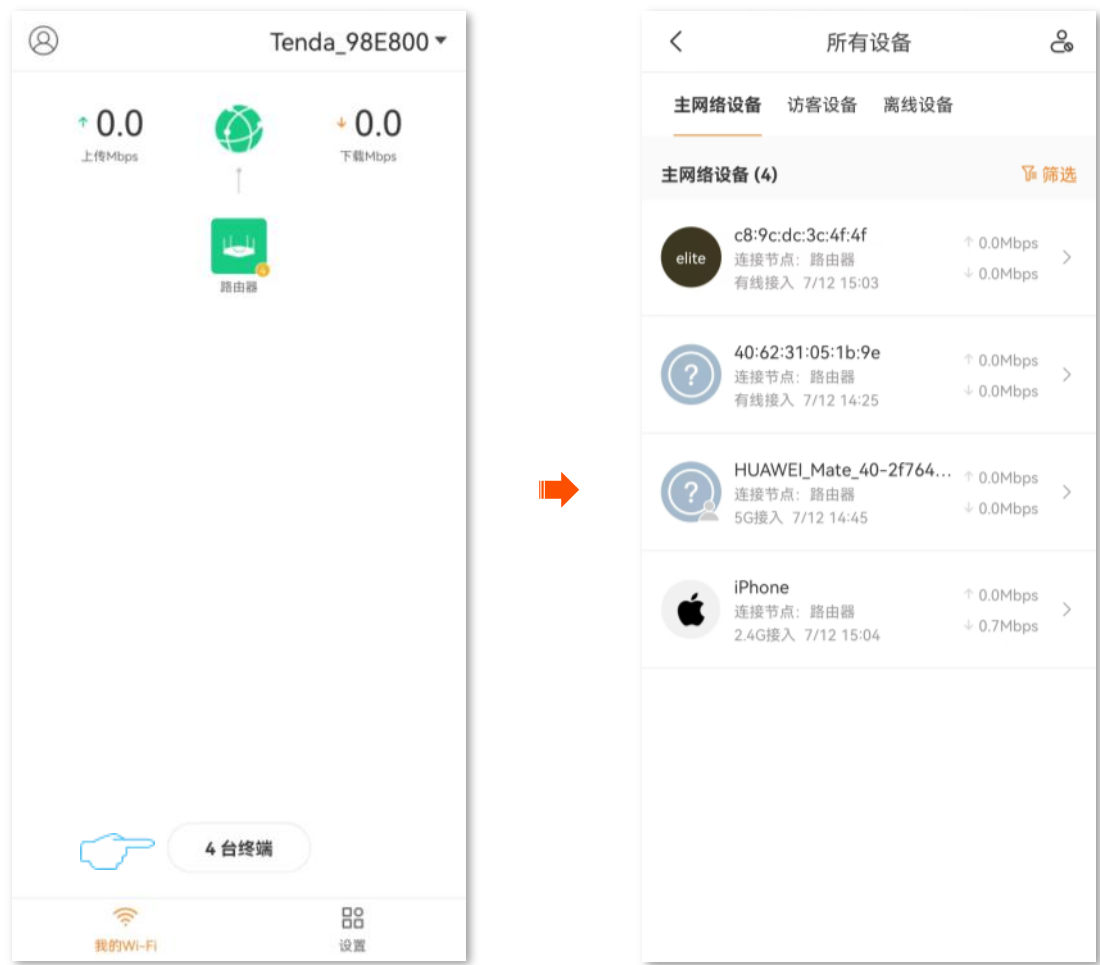 Tenda_98E800
↑ 0.0
上传Mbps
↓ 0.0
下载Mbps
路由器
4 台终端
我的Wi-Fi
设置
所有设备
主网络设备 访客设备 离线设备
主网络设备 (4)
筛选
elite
c8:9c:dc:3c:4f:4f
连接节点：路由器
有线接入 7/12 15:03
↑ 0.0Mbps
↓ 0.0Mbps
?
40:62:31:05:1b:9e
连接节点：路由器
有线接入 7/12 14:25
↑ 0.0Mbps
↓ 0.0Mbps
?
HUAWEI_Mate_40-2f764...
连接节点：路由器
5G接入 7/12 14:45
↑ 0.0Mbps
↓ 0.0Mbps
iPhone
连接节点：路由器
2.4G接入 7/12 15:04
↑ 0.0Mbps
↓ 0.7Mbps